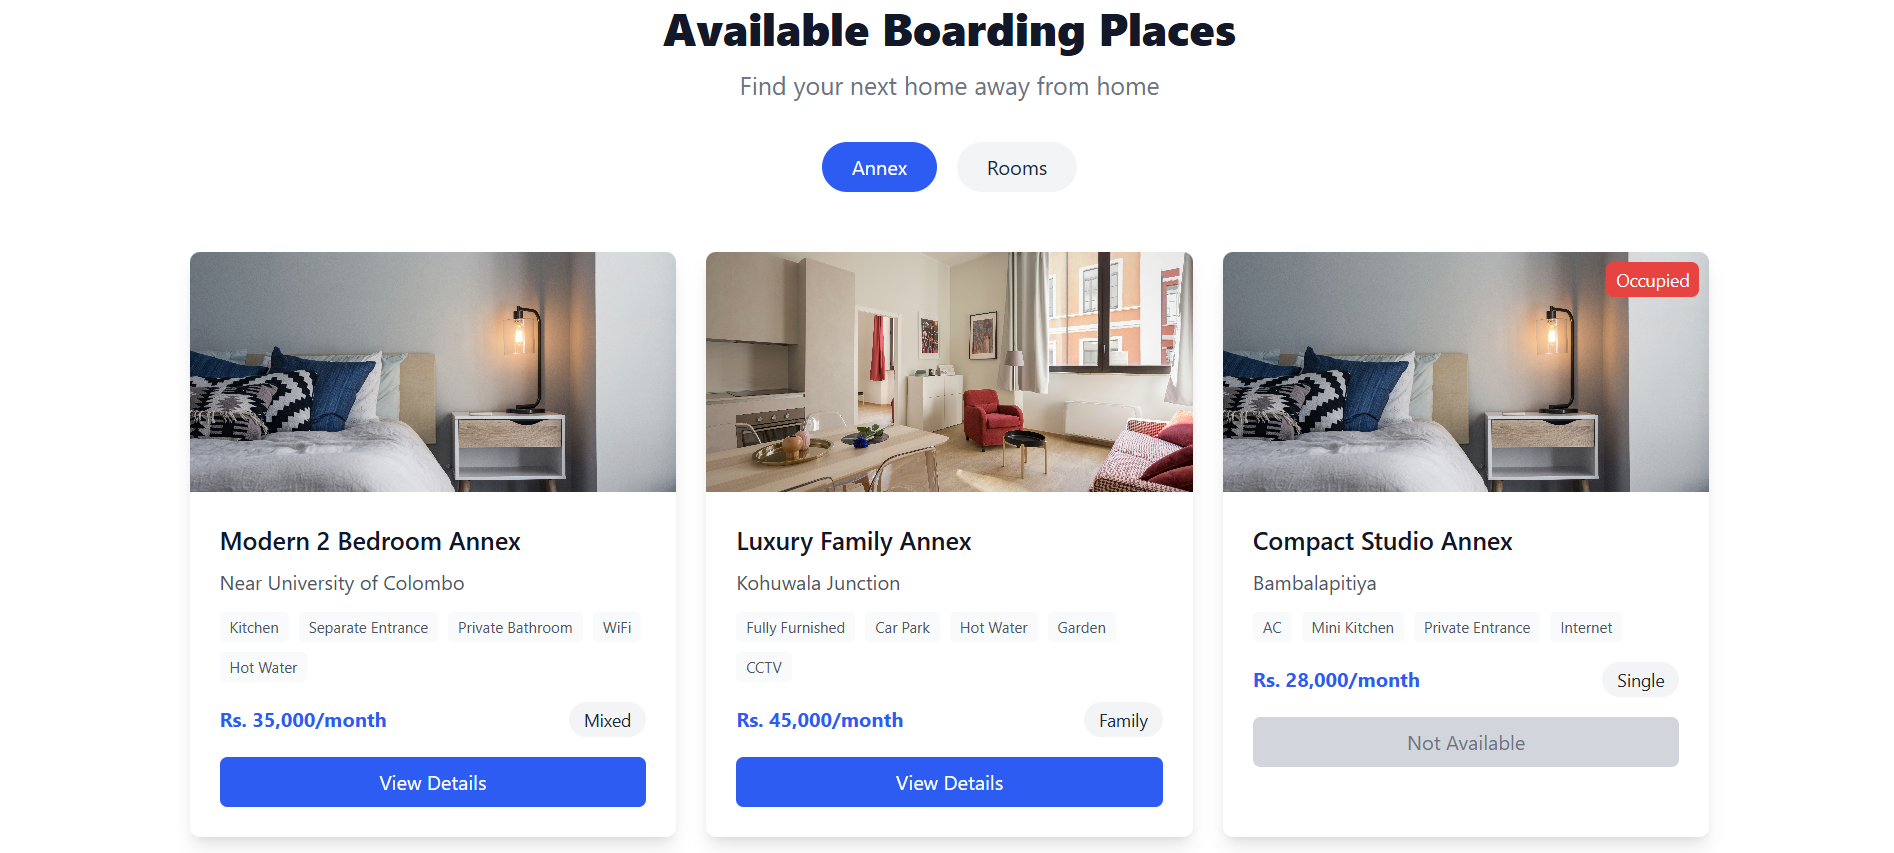 Available Boarding Places
Find your next home away from home
Annex
Rooms
Modern 2 Bedroom Annex
Near University of Colombo
Kitchen Separate Entrance Private Bathroom WiFi
Hot Water
Rs. 35,000/month Mixed
View Details
Luxury Family Annex
Kohuwala Junction
Fully Furnished Car Park Hot Water Garden
CCTV
Rs. 45,000/month Family
View Details
Occupied
Compact Studio Annex
Bambalapitiya
AC Mini Kitchen Private Entrance Internet
Rs. 28,000/month Single
Not Available